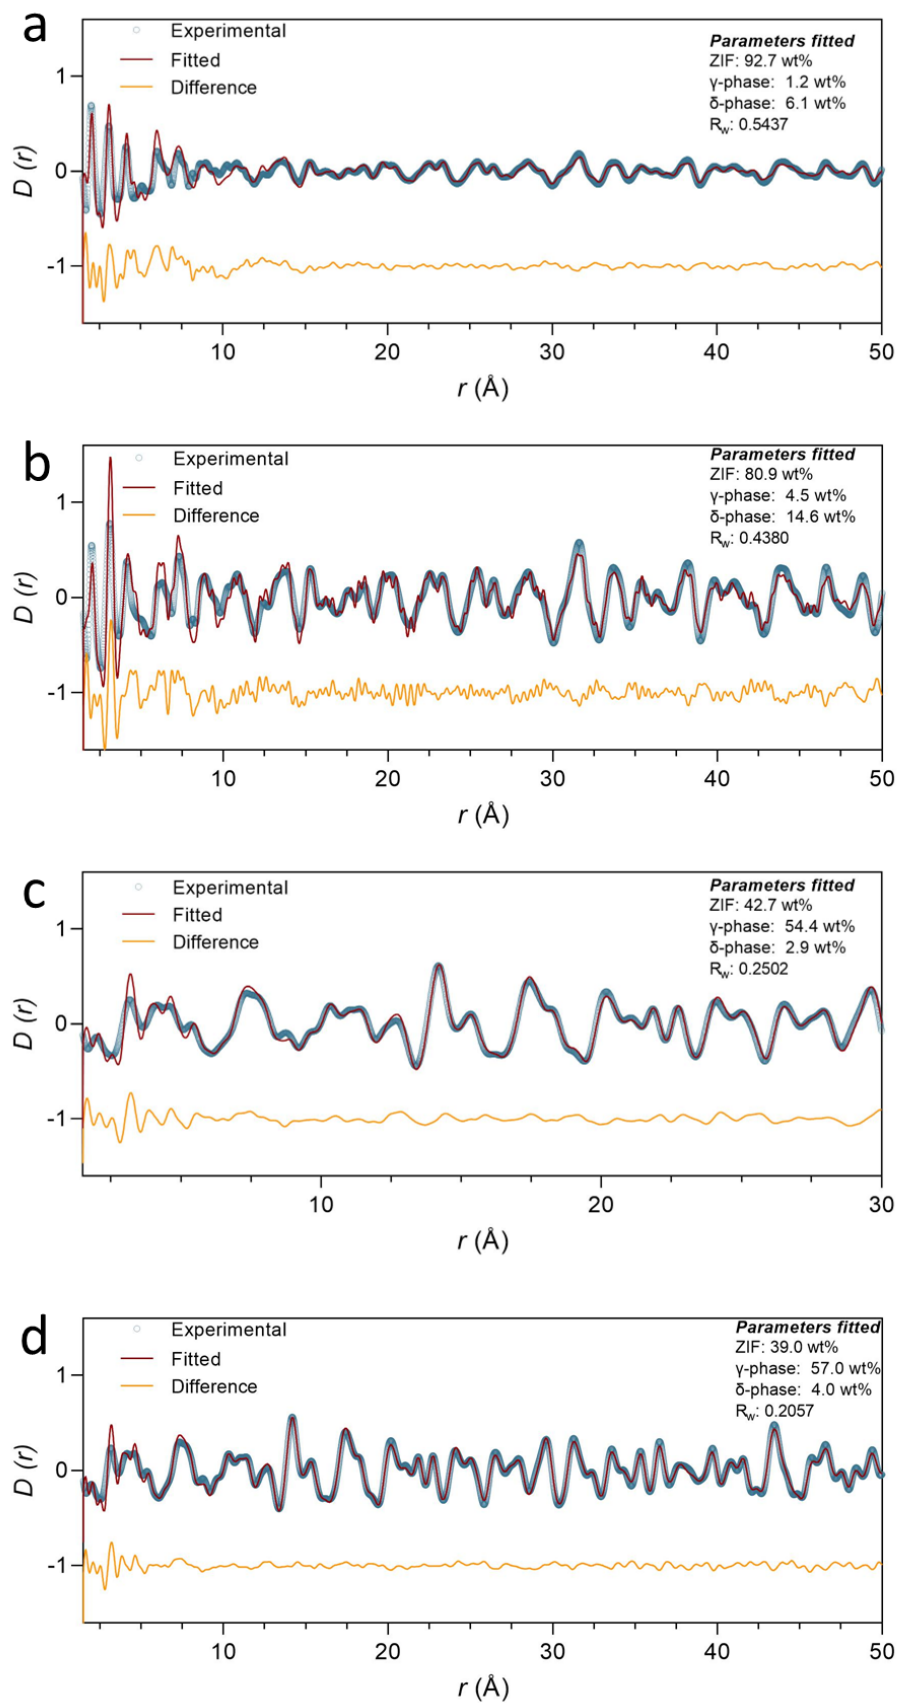 a
Experimental
Fitted
Difference
Parameters fitted
ZIF: 92.7 wt%
γ-phase: 1.2 wt%
δ-phase: 6.1 wt%
Rw: 0.5437
D (r)
1
0
-1
10 20 30 40 50
r (Å)
b
Experimental
Fitted
Difference
Parameters fitted
ZIF: 80.9 wt%
γ-phase: 4.5 wt%
δ-phase: 14.6 wt%
Rw: 0.4380
D (r)
1
0
-1
10 20 30 40 50
r (Å)
c
Experimental
Fitted
Difference
Parameters fitted
ZIF: 42.7 wt%
γ-phase: 54.4 wt%
δ-phase: 2.9 wt%
Rw: 0.2502
D (r)
1
0
-1
10 20 30
r (Å)
d
Experimental
Fitted
Difference
Parameters fitted
ZIF: 39.0 wt%
γ-phase: 57.0 wt%
δ-phase: 4.0 wt%
Rw: 0.2057
D (r)
1
0
-1
10 20 30 40 50
r (Å)